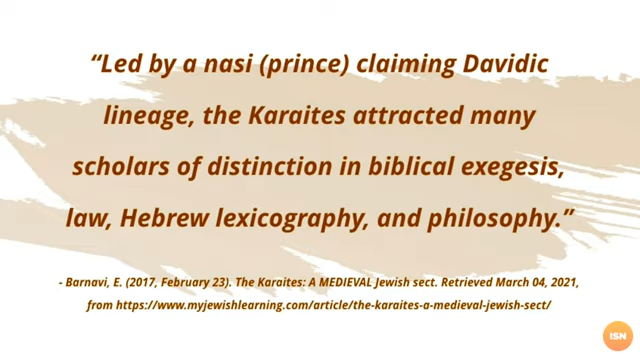 “Led by a nasi (prince) claiming Davidic
lineage, the Karaites attracted many
scholars of distinction in biblical exegesis,
law, Hebrew lexicography, and philosophy.”
- Barnavi, E. (2017, February 23). The Karaites: A MEDIEVAL Jewish sect. Retrieved March 04, 2021,
from https://www.myjewishlearning.com/article/the-karaites-a-medieval-jewish-sect/
ISN